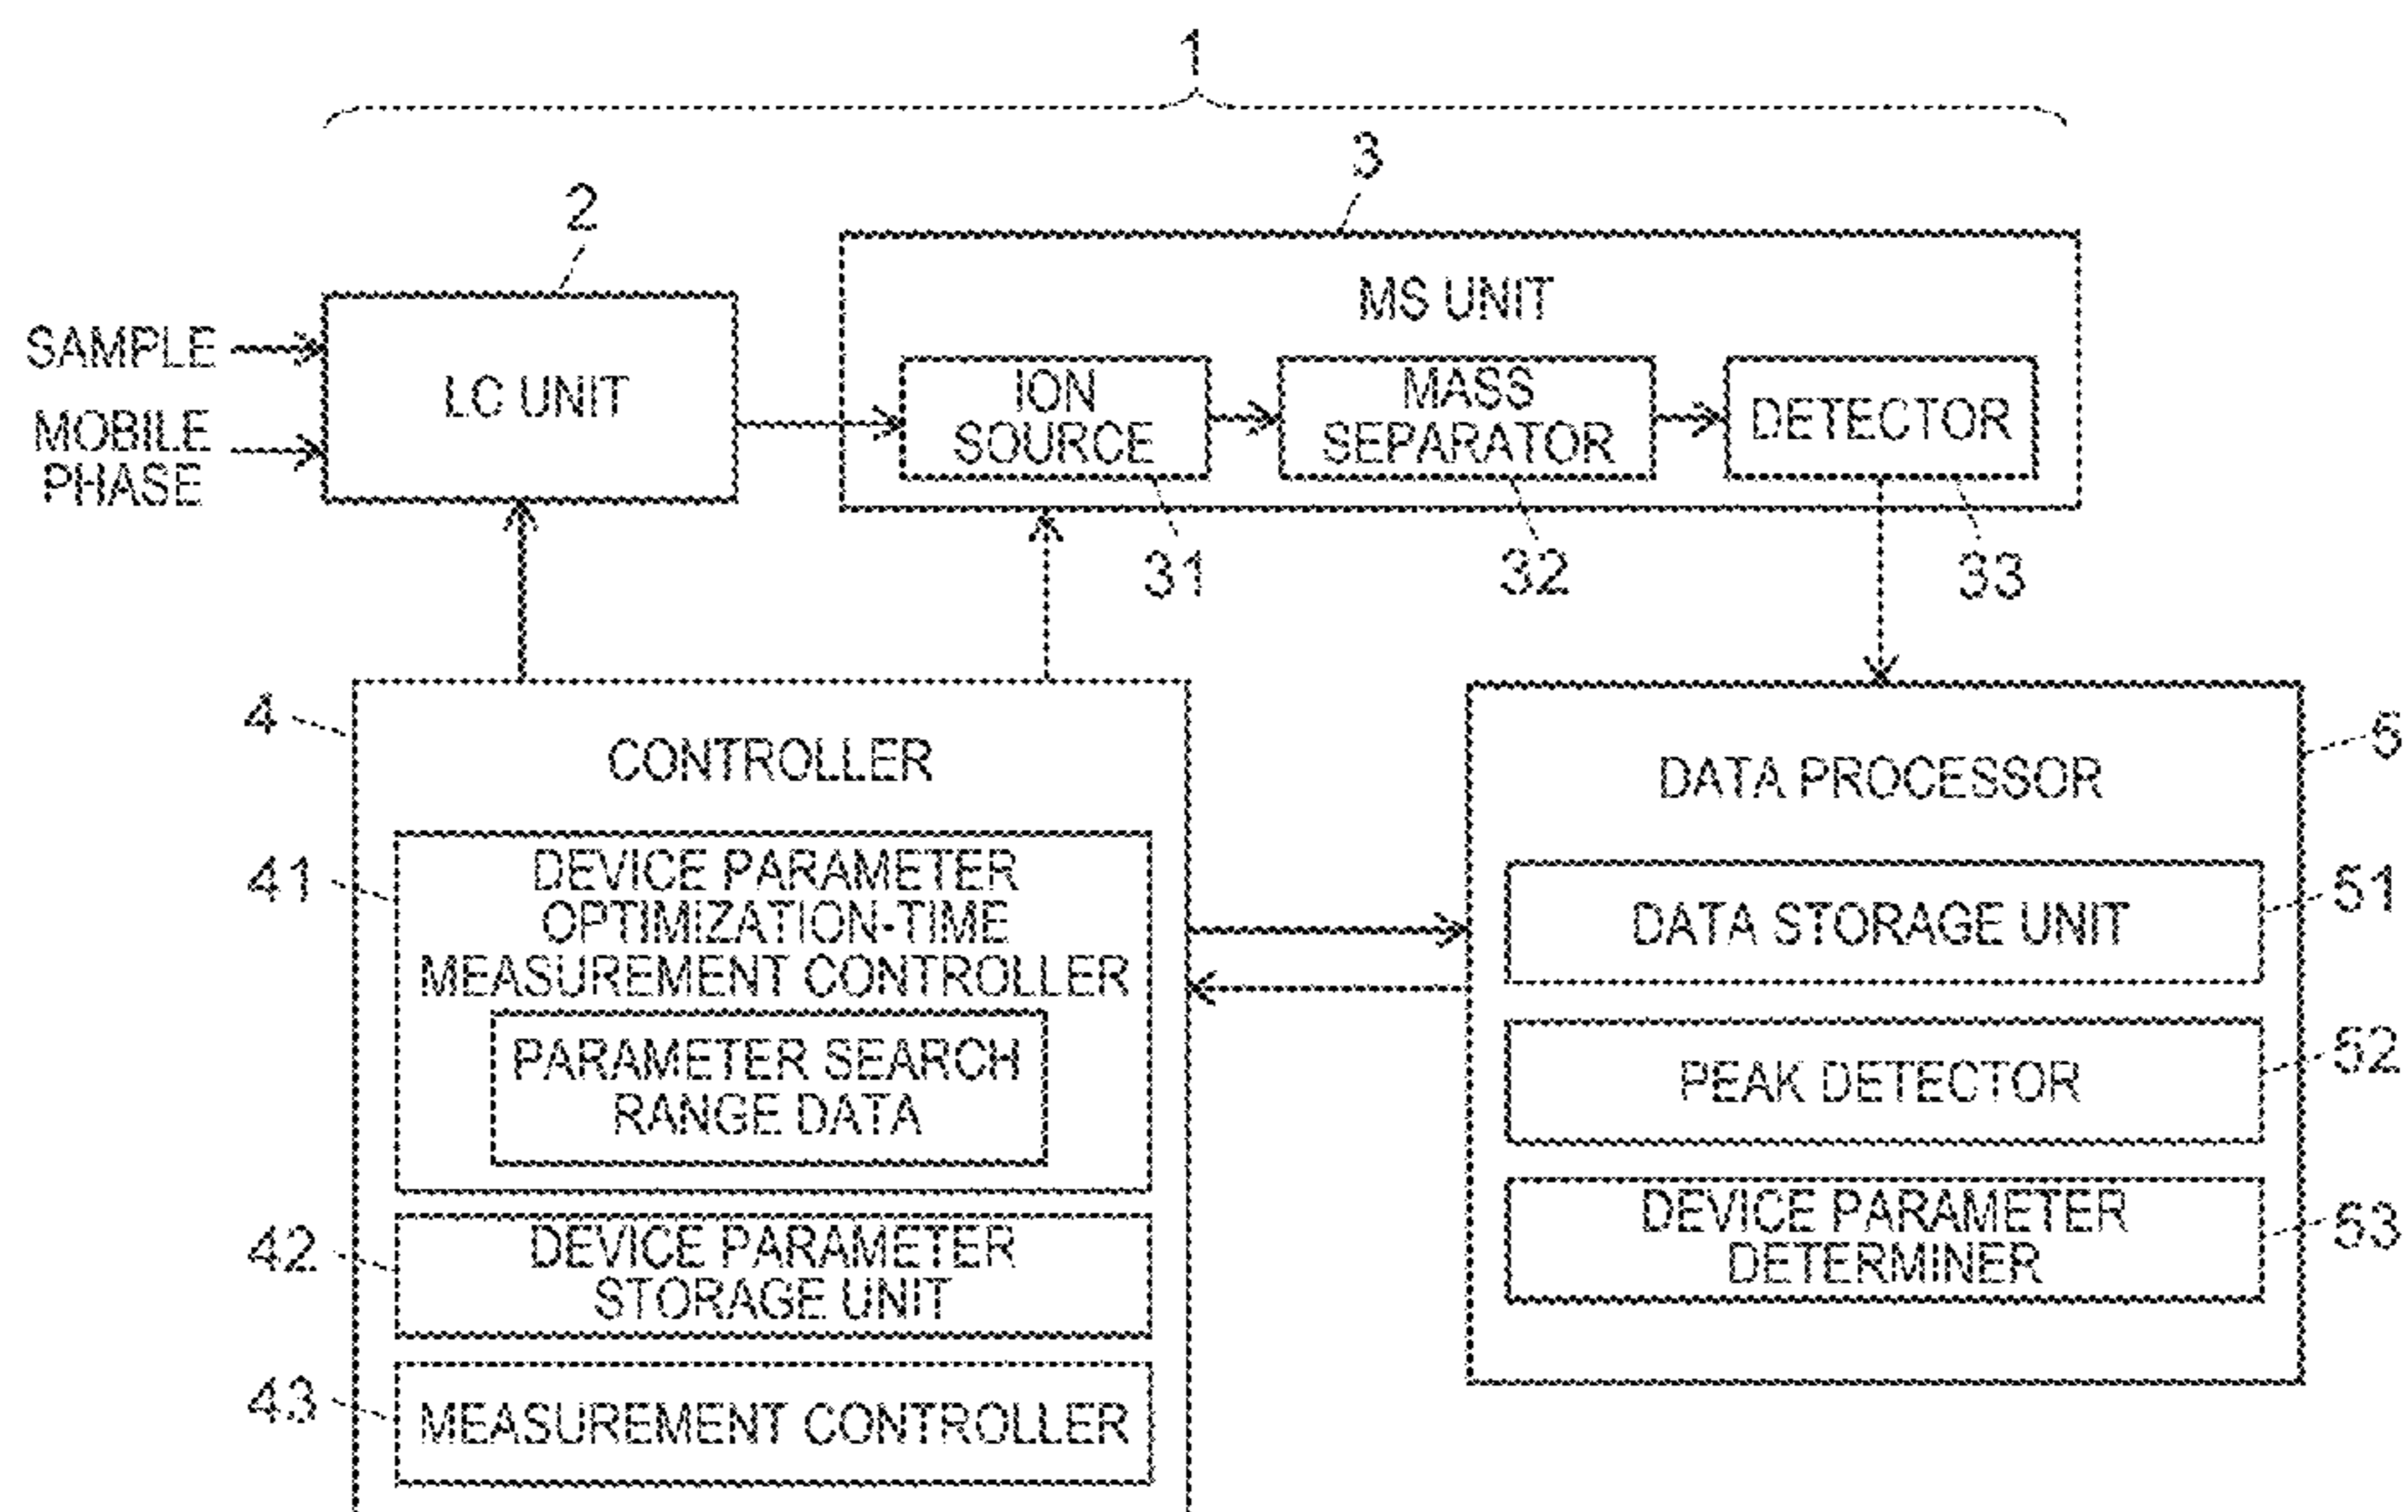 1
2
3
MS UNIT
SAMPLE
MOBILE
PHASE
LC UNIT
ION
SOURCE
MASS
SEPARATOR
DETECTOR
31
32
33
4
CONTROLLER
41
DEVICE PARAMETER
OPTIMIZATION-TIME
MEASUREMENT CONTROLLER
PARAMETER SEARCH
RANGE DATA
42
DEVICE PARAMETER
STORAGE UNIT
43
MEASUREMENT CONTROLLER
5
DATA PROCESSOR
DATA STORAGE UNIT
51
PEAK DETECTOR
52
DEVICE PARAMETER
DETERMINER
53